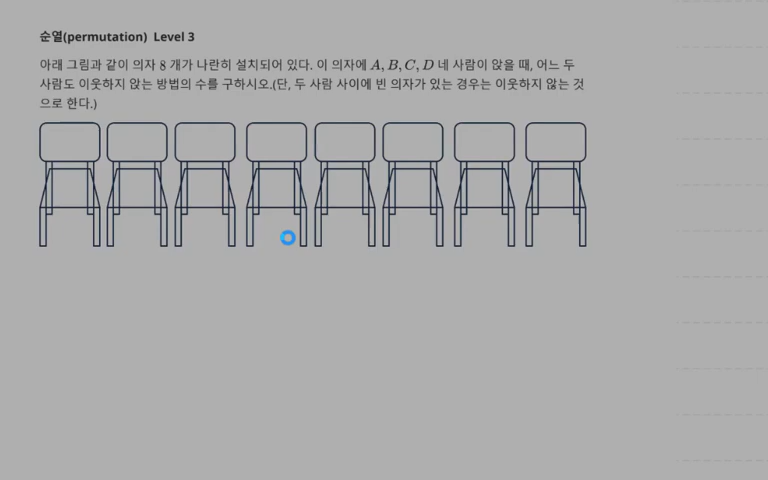 순열(permutation) Level 3
아래 그림과 같이 의자 8 개가 나란히 설치되어 있다. 이 의자에 A, B, C, D 네 사람이 앉을 때, 어느 두
사람도 이웃하지 않는 방법의 수를 구하시오.(단, 두 사람 사이에 빈 의자가 있는 경우는 이웃하지 않는 것
으로 한다.)